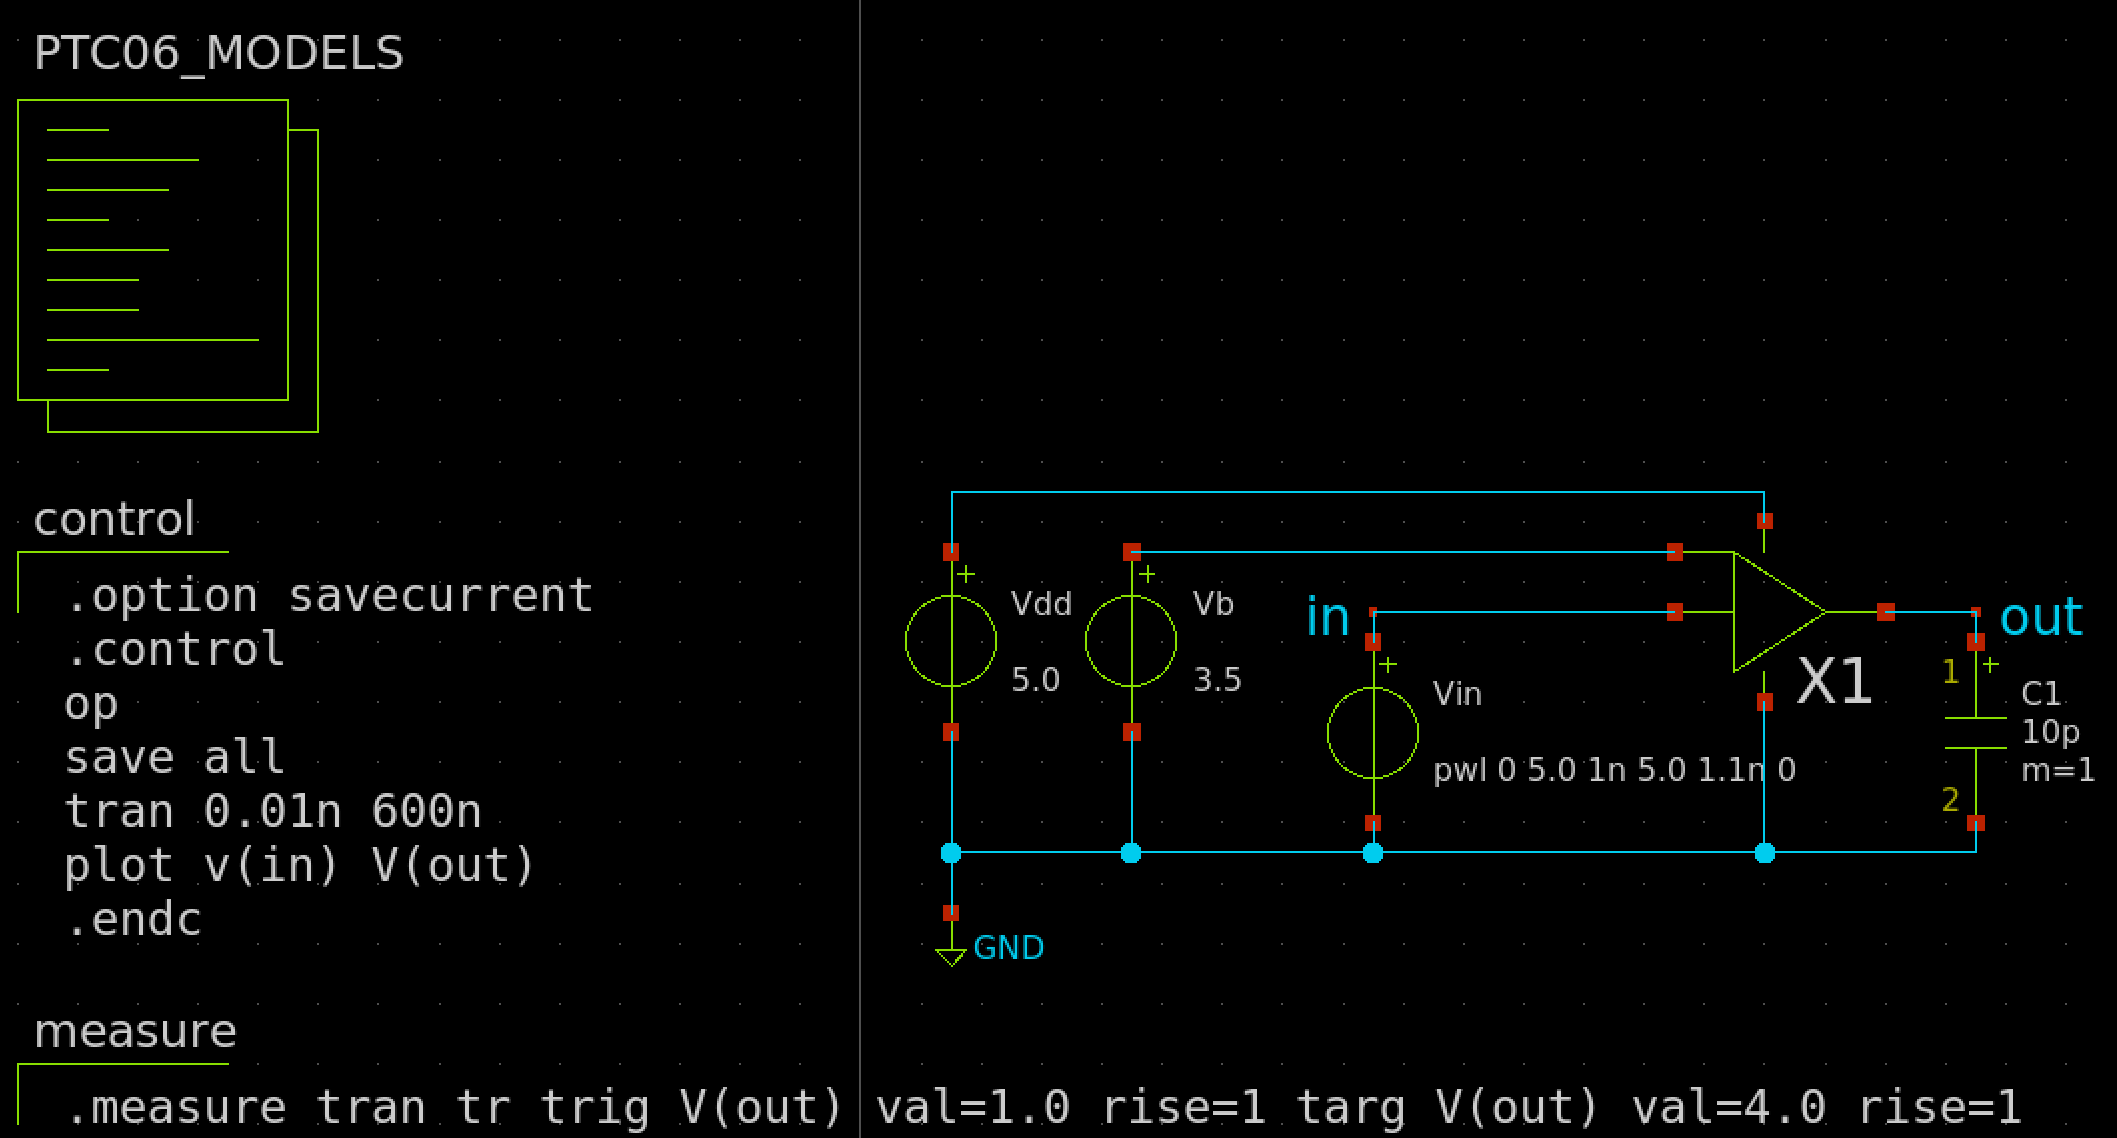 PTC06_MODELS
control
.option savecurrent
.control
op
save all
tran 0.01n 600n
plot v(in) V(out)
.endc
measure
.measure tran tr trig V(out) val=1.0 rise=1 targ V(out) val=4.0 rise=1
+
Vdd
5.0
+
Vb
3.5
in
+
Vin
pwl 0 5.0 1n 5.0 1.1n 0
X1
out
1
+
C1
10p
m=1
2
GND